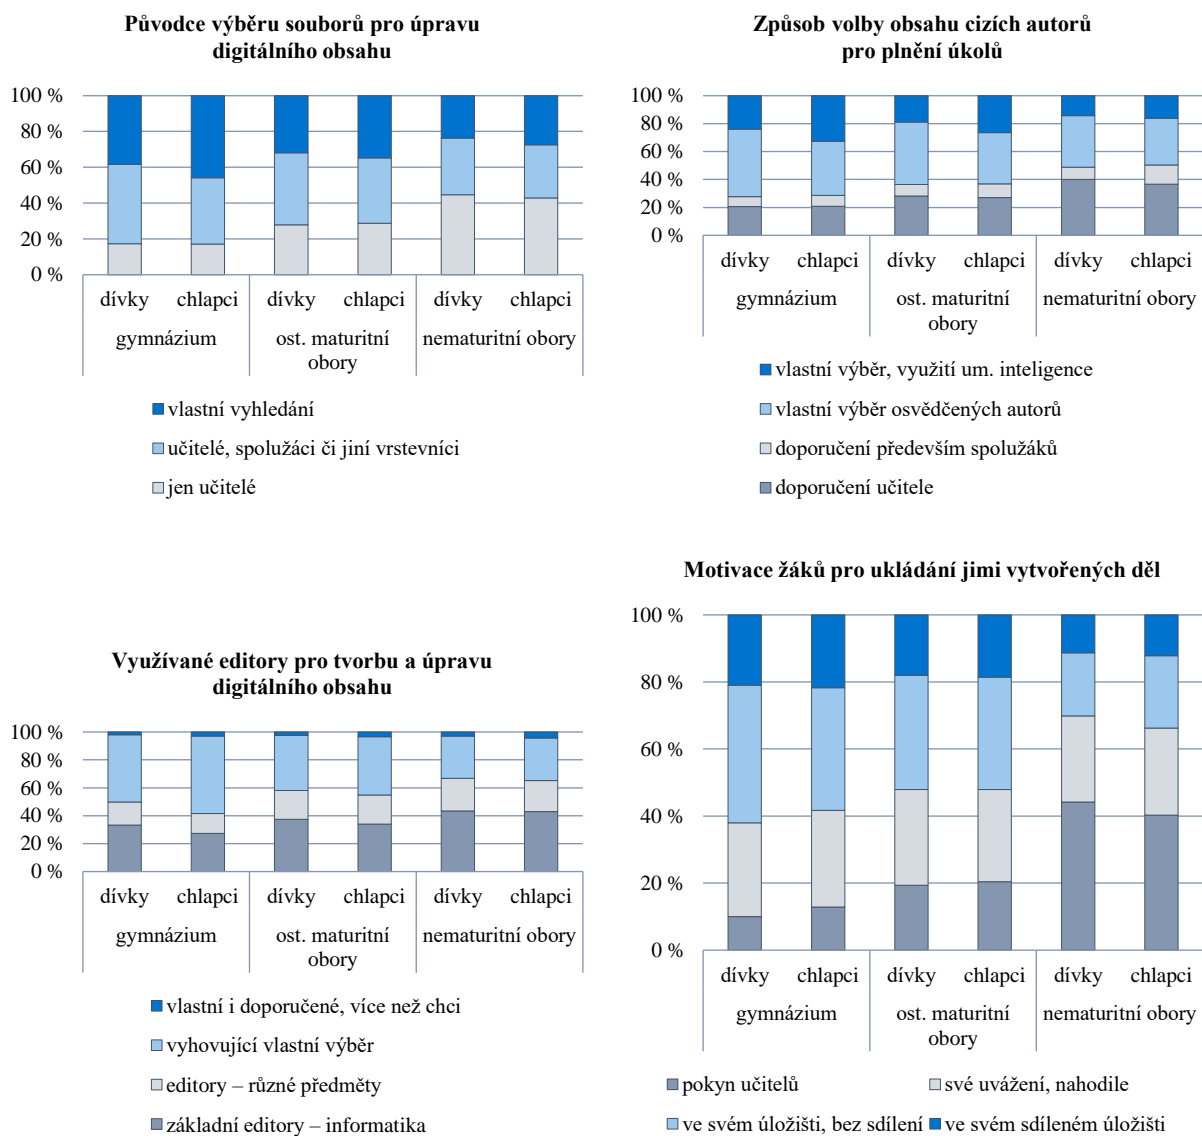 Původce výběru souborů pro úpravu
digitálního obsahu
100 %
80 %
60 %
40 %
20 %
0 %
dívky chlapci dívky chlapci dívky chlapci
gymnázium ost. maturitní nematuritní obory
obory
vlastní vyhledání
učitelé, spolužáci či jiní vrstevníci
jen učitelé
Způsob volby obsahu cizích autorů
pro plnění úkolů
100 %
80 %
60 %
40 %
20 %
0 %
dívky chlapci dívky chlapci dívky chlapci
gymnázium ost. maturitní nematuritní obory
obory
vlastní výběr, využití um. inteligence
vlastní výběr osvědčených autorů
doporučení především spolužáků
doporučení učitele
Využívané editory pro tvorbu a úpravu
digitálního obsahu
100 %
80 %
60 %
40 %
20 %
0 %
dívky chlapci dívky chlapci dívky chlapci
gymnázium ost. maturitní nematuritní obory
obory
vlastní i doporučené, více než chci
vyhovující vlastní výběr
editory – různé předměty
základní editory – informatika
Motivace žáků pro ukládání jimi vytvořených děl
100 %
80 %
60 %
40 %
20 %
0 %
dívky chlapci dívky chlapci dívky chlapci
gymnázium ost. maturitní nematuritní obory
obory
pokyn učitelů své uvážení, nahodile
ve svém úložišti, bez sdílení ve svém sdíleném úložišti